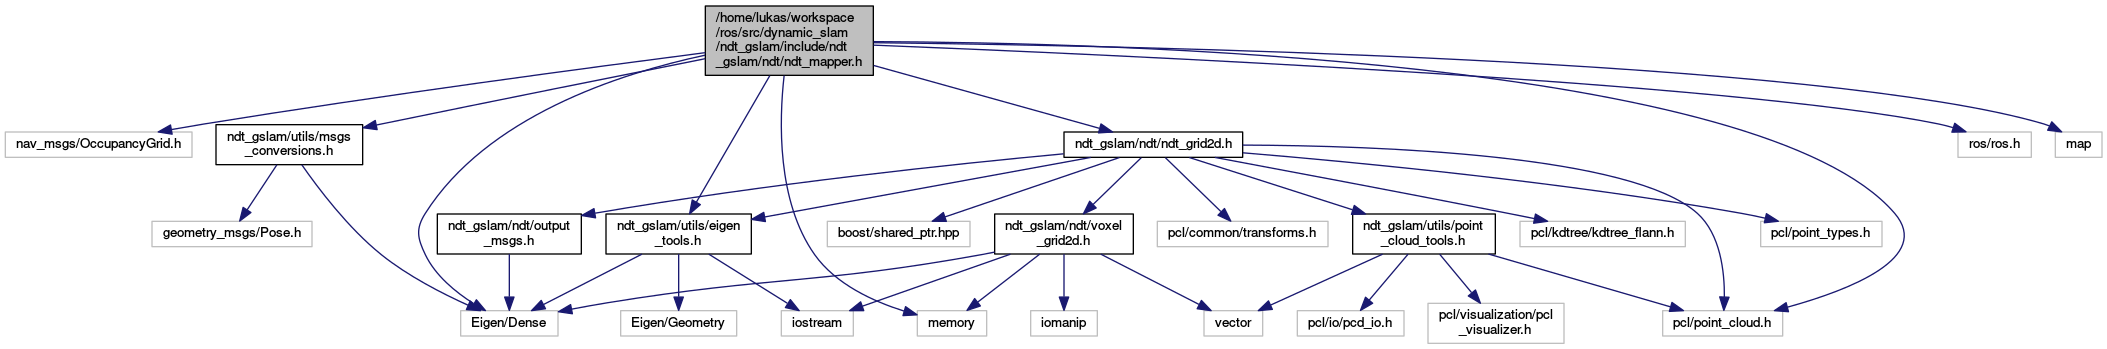 /home/lukas/workspace
/ros/src/dynamic_slam
/ndt_gslam/include/ndt
_gslam/ndt/ndt_mapper.h
nav_msgs/OccupancyGrid.h
ndt_gslam/utils/msgs
_conversions.h
ndt_gslam/ndt/ndt_grid2d.h
ros/ros.h
map
geometry_msgs/Pose.h
ndt_gslam/ndt/output
_msgs.h
ndt_gslam/utils/eigen
_tools.h
boost/shared_ptr.hpp
ndt_gslam/ndt/voxel
_grid2d.h
pcl/common/transforms.h
ndt_gslam/utils/point
_cloud_tools.h
pcl/kdtree/kdtree_flann.h
pcl/point_types.h
Eigen/Dense
Eigen/Geometry
iostream
memory
iomanip
vector
pcl/io/pcd_io.h
pcl/visualization/pcl
_visualizer.h
pcl/point_cloud.h